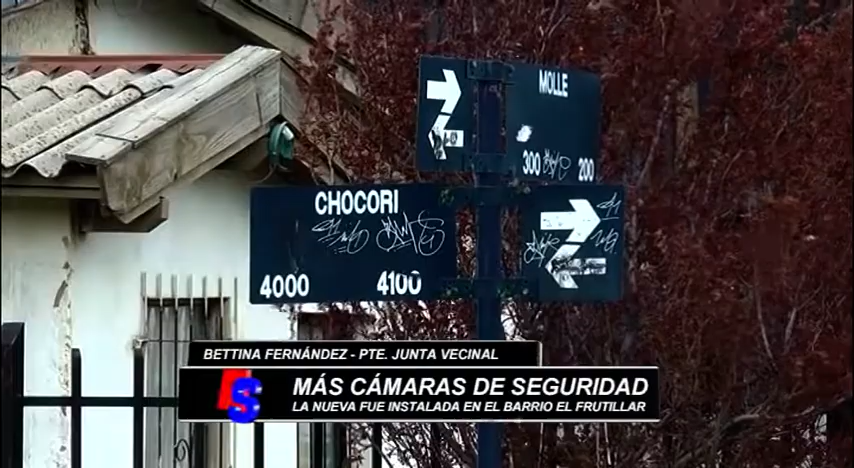 MOLLE
300 200
CHOCORI
4000 4100
BETTINA FERNÁNDEZ - PTE. JUNTA VECINAL
ES
MÁS CÁMARAS DE SEGURIDAD
LA NUEVA FUE INSTALADA EN EL BARRIO EL FRUTILLAR